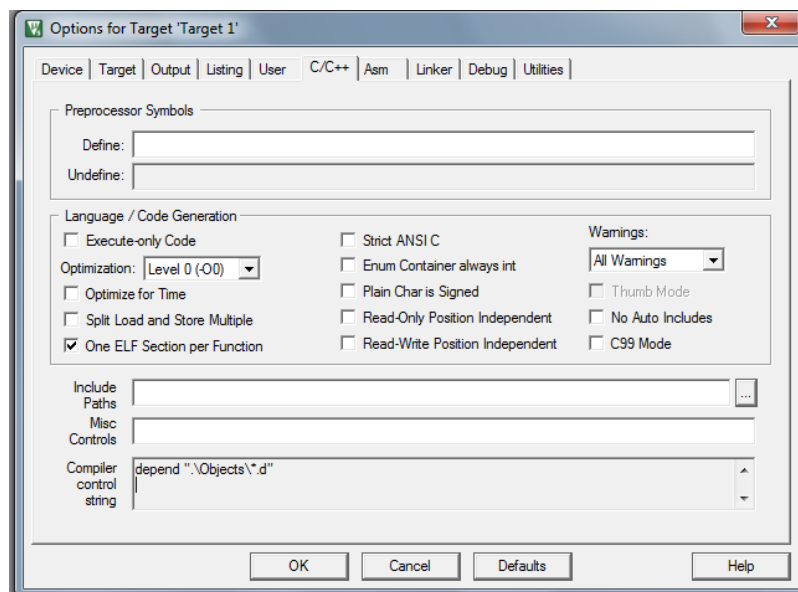 Options for Target 'Target 1'
Device Target Output Listing User C/C++ Asm Linker Debug Utilities
Preprocessor Symbols
Define:
Undefine:
Language / Code Generation
Execute-only Code
Strict ANSI C
Warnings:
Optimization: Level 0 (-O0)
Enum Container always int
All Warnings
Optimize for Time
Plain Char is Signed
Thumb Mode
Split Load and Store Multiple
Read-Only Position Independent
No Auto Includes
One ELF Section per Function
Read-Write Position Independent
C99 Mode
Include
Paths
...
Misc
Controls
Compiler
control
string
depend ".\Objects\*.d"
OK Cancel Defaults Help